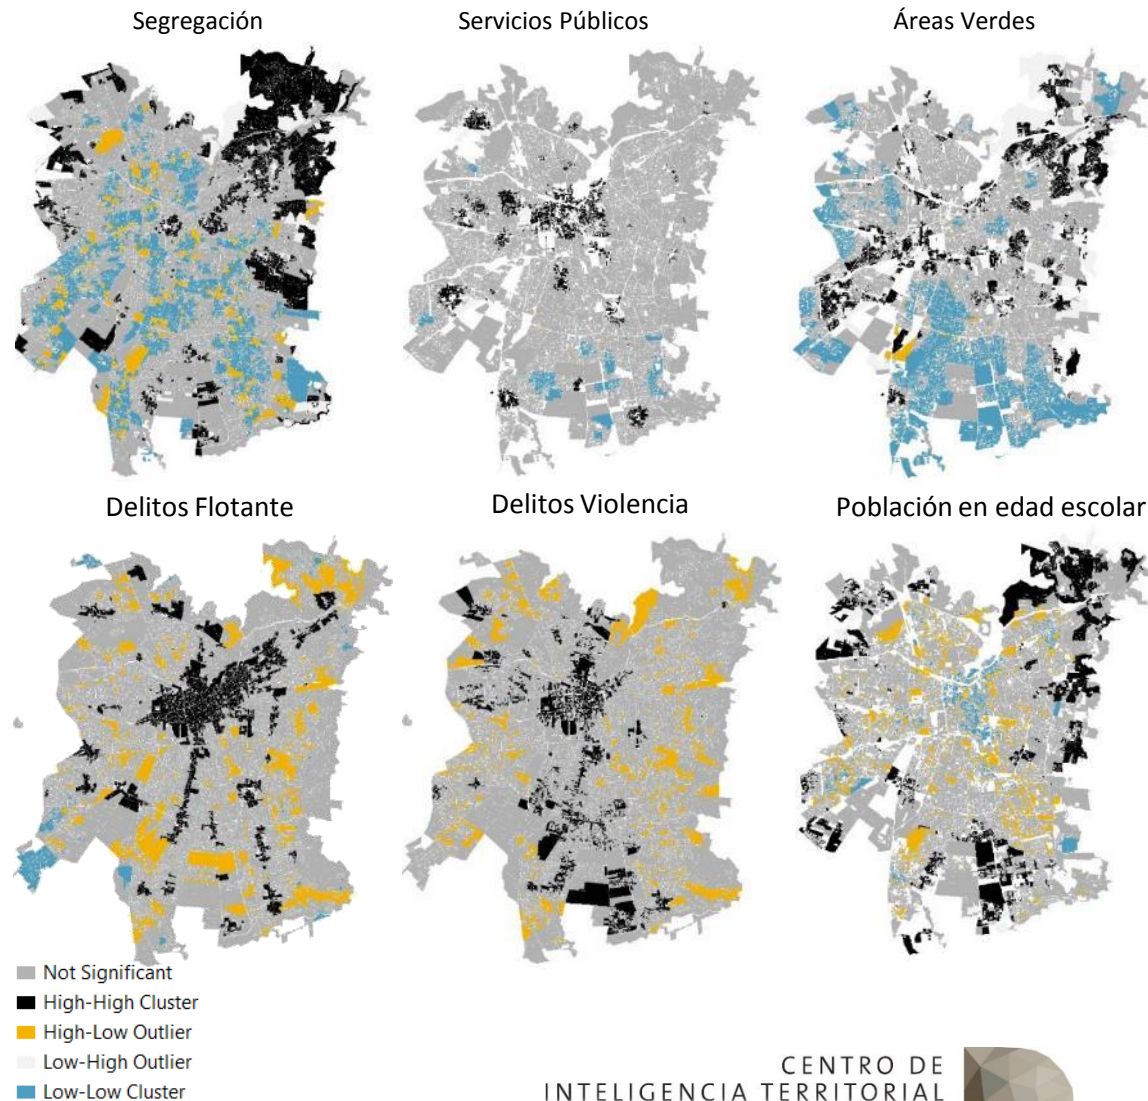 Segregación
Servicios Públicos
Áreas Verdes
Delitos Flotante
Delitos Violencia
Población en edad escolar
Not Significant
High-High Cluster
High-Low Outlier
Low-High Outlier
Low-Low Cluster
CENTRO DE
INTELIGENCIA TERRITORIAL